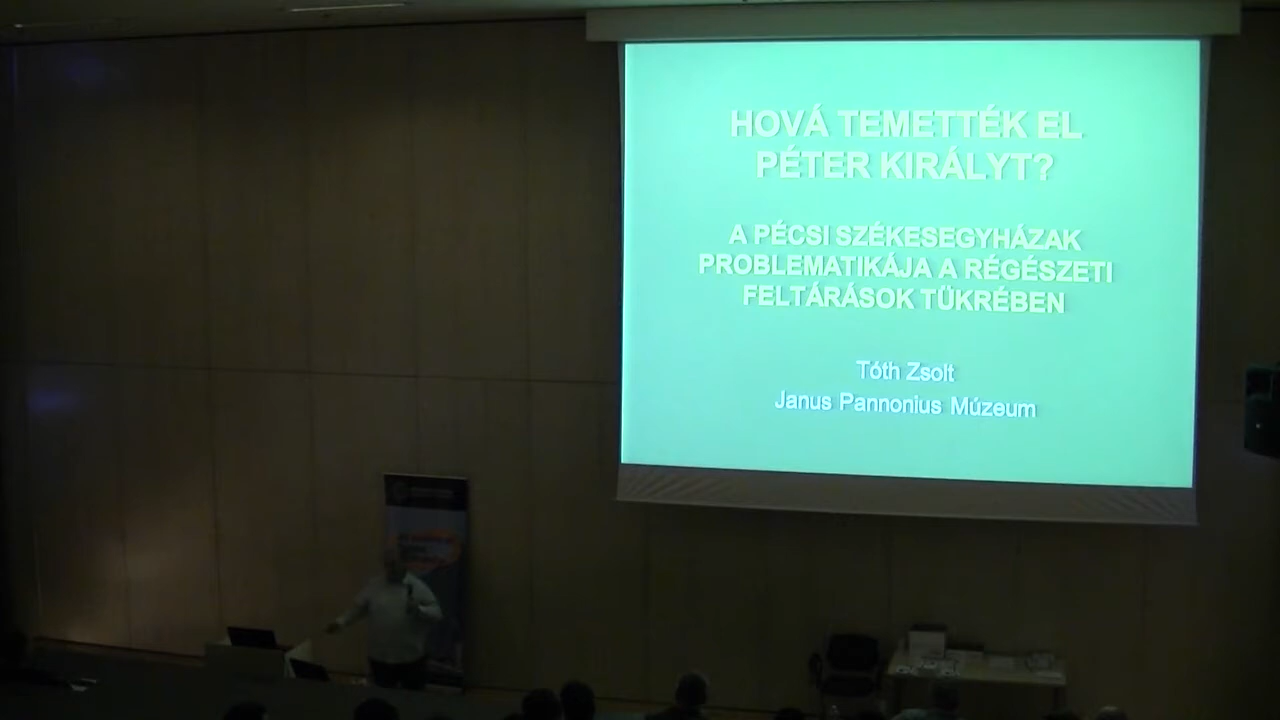 HOVÁ TEMETTÉK EL
PÉTER KIRÁLYT?
A PÉCSI SZÉKESEGYHÁZAK
PROBLEMATIKÁJA A RÉGÉSZETI
FELTÁRÁSOK TÜKRÉBEN
Tóth Zsolt
Janus Pannonius Múzeum